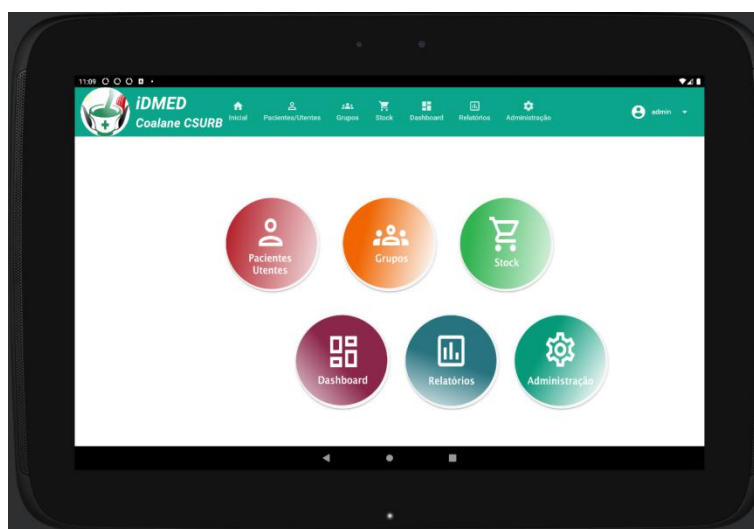 11:09
iDMED
Coalane CSURB
Inicial
Pacientes/Utentes
Grupos
Stock
Dashboard
Relatórios
Administração
admin
Pacientes
Utentes
Grupos
Stock
Dashboard
Relatórios
Administração